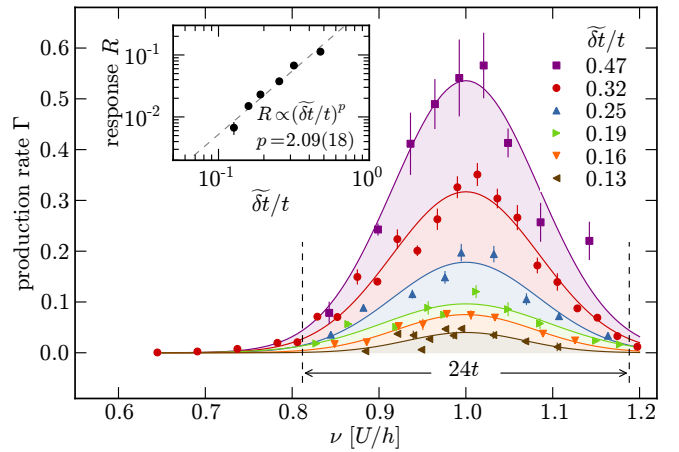 0.6
0.5
0.4
0.3
0.2
0.1
0.0
production rate Γ
0.6 0.7 0.8 0.9 1.0 1.1 1.2
ν [U/h]
24t
10⁻¹
10⁻²
response R
10⁻¹ 10⁰
δ̃t/t
R∝(δ̃t/t)ᵖ
p=2.09(18)
δ̃t/t
0.47
0.32
0.25
0.19
0.16
0.13